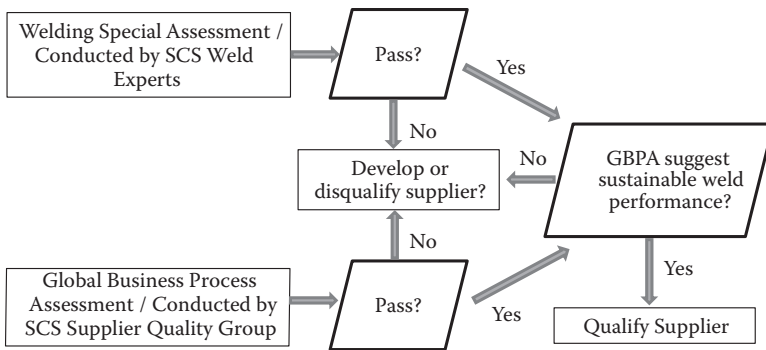 Welding Special Assessment /
Conducted by SCS Weld
Experts
Pass?
Yes
No
Develop or
disqualify supplier?
No
GBPA suggest
sustainable weld
performance?
No
Global Business Process
Assessment / Conducted by
SCS Supplier Quality Group
Pass?
Yes
Yes
Qualify Supplier